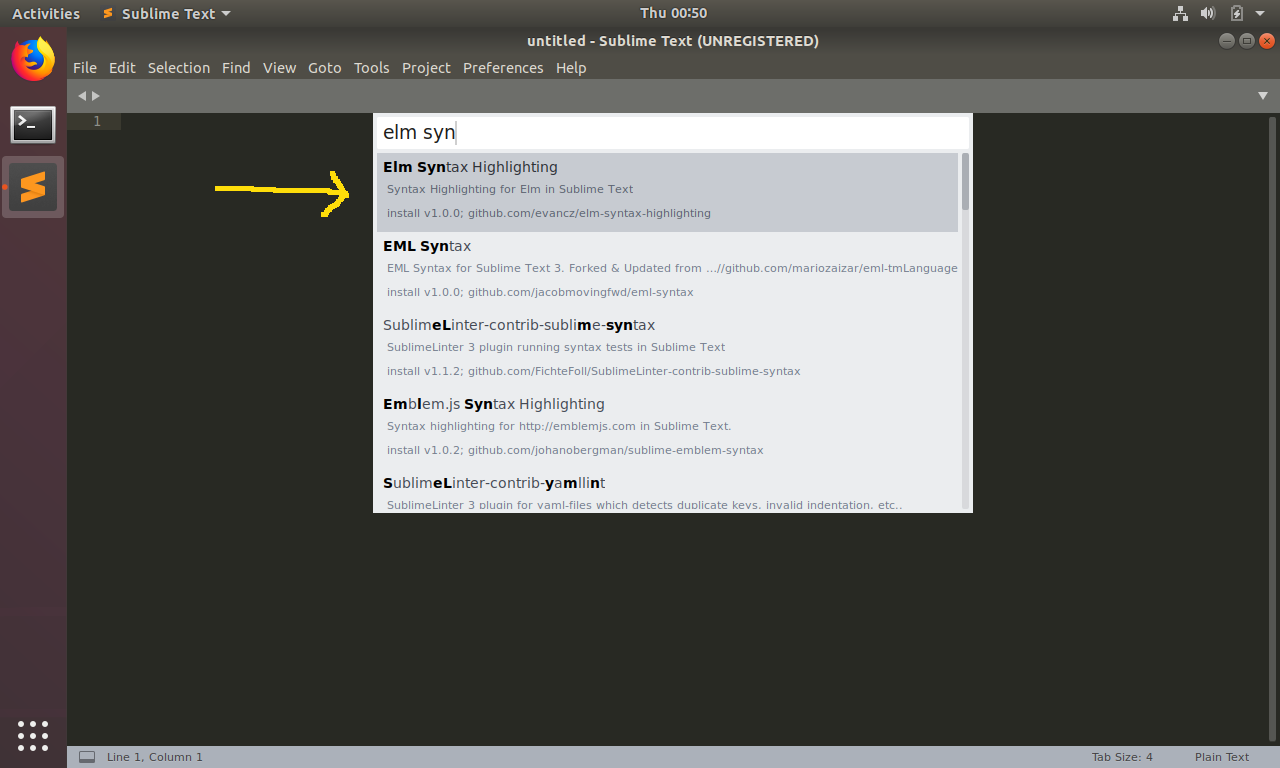 Activities Sublime Text Thu 00:50
untitled - Sublime Text (UNREGISTERED)
File Edit Selection Find View Goto Tools Project Preferences Help
1
elm syn
Elm Syntax Highlighting
Syntax Highlighting for Elm in Sublime Text
install v1.0.0; github.com/evancz/elm-syntax-highlighting
EML Syntax
EML Syntax for Sublime Text 3. Forked & Updated from ...//github.com/mariozaizar/eml-tmLanguage
install v1.0.0; github.com/jacobmovingfwd/eml-syntax
SublimeLinter-contrib-sublime-syntax
SublimeLinter 3 plugin running syntax tests in Sublime Text
install v1.1.2; github.com/FichteFoll/SublimeLinter-contrib-sublime-syntax
Emblem.js Syntax Highlighting
Syntax highlighting for http://emblemjs.com in Sublime Text.
install v1.0.2; github.com/johanobergman/sublime-emblem-syntax
SublimeLinter-contrib-yamllint
SublimeLinter 3 plugin for yaml-files which detects duplicate keys, invalid indentation, etc..
Line 1, Column 1 Tab Size: 4 Plain Text